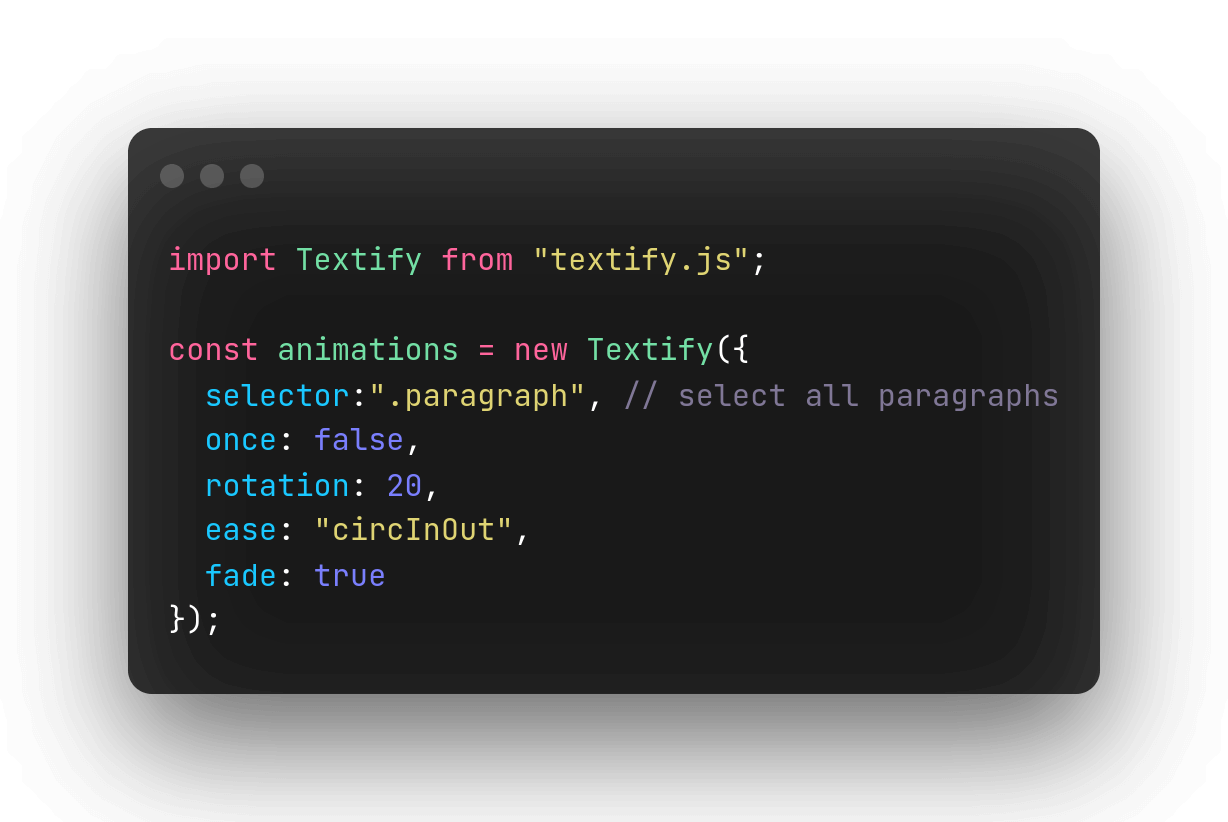 import Textify from "textify.js";

const animations = new Textify({
  selector:".paragraph", // select all paragraphs
  once: false,
  rotation: 20,
  ease: "circInOut",
  fade: true
});